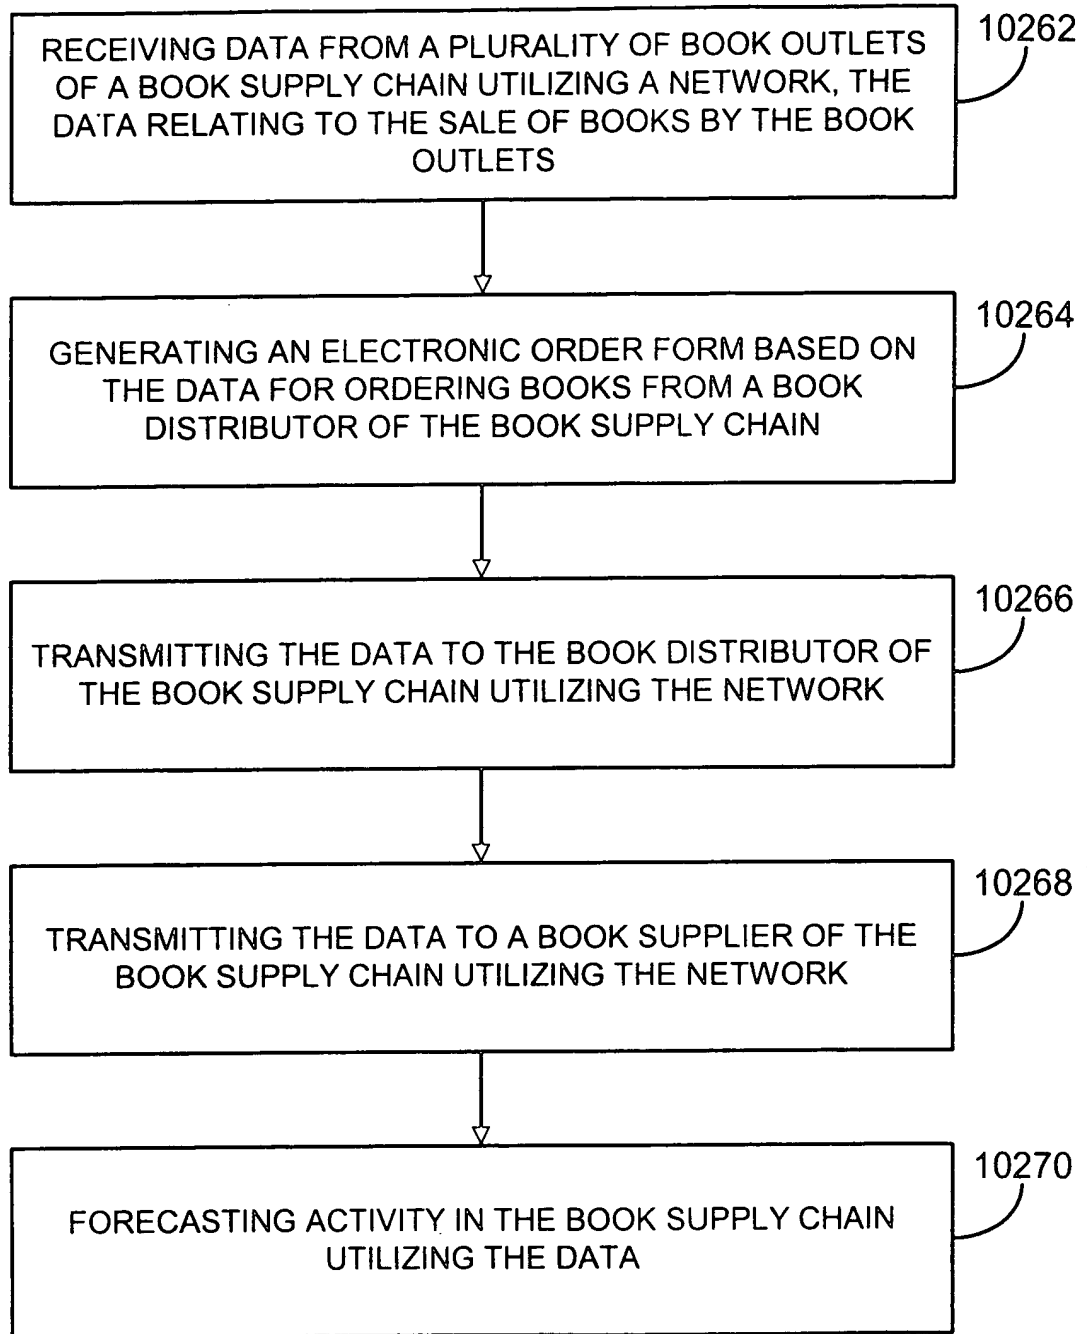 10262
RECEIVING DATA FROM A PLURALITY OF BOOK OUTLETS
OF A BOOK SUPPLY CHAIN UTILIZING A NETWORK, THE
DATA RELATING TO THE SALE OF BOOKS BY THE BOOK
OUTLETS
10264
GENERATING AN ELECTRONIC ORDER FORM BASED ON
THE DATA FOR ORDERING BOOKS FROM A BOOK
DISTRIBUTOR OF THE BOOK SUPPLY CHAIN
10266
TRANSMITTING THE DATA TO THE BOOK DISTRIBUTOR OF
THE BOOK SUPPLY CHAIN UTILIZING THE NETWORK
10268
TRANSMITTING THE DATA TO A BOOK SUPPLIER OF THE
BOOK SUPPLY CHAIN UTILIZING THE NETWORK
10270
FORECASTING ACTIVITY IN THE BOOK SUPPLY CHAIN
UTILIZING THE DATA